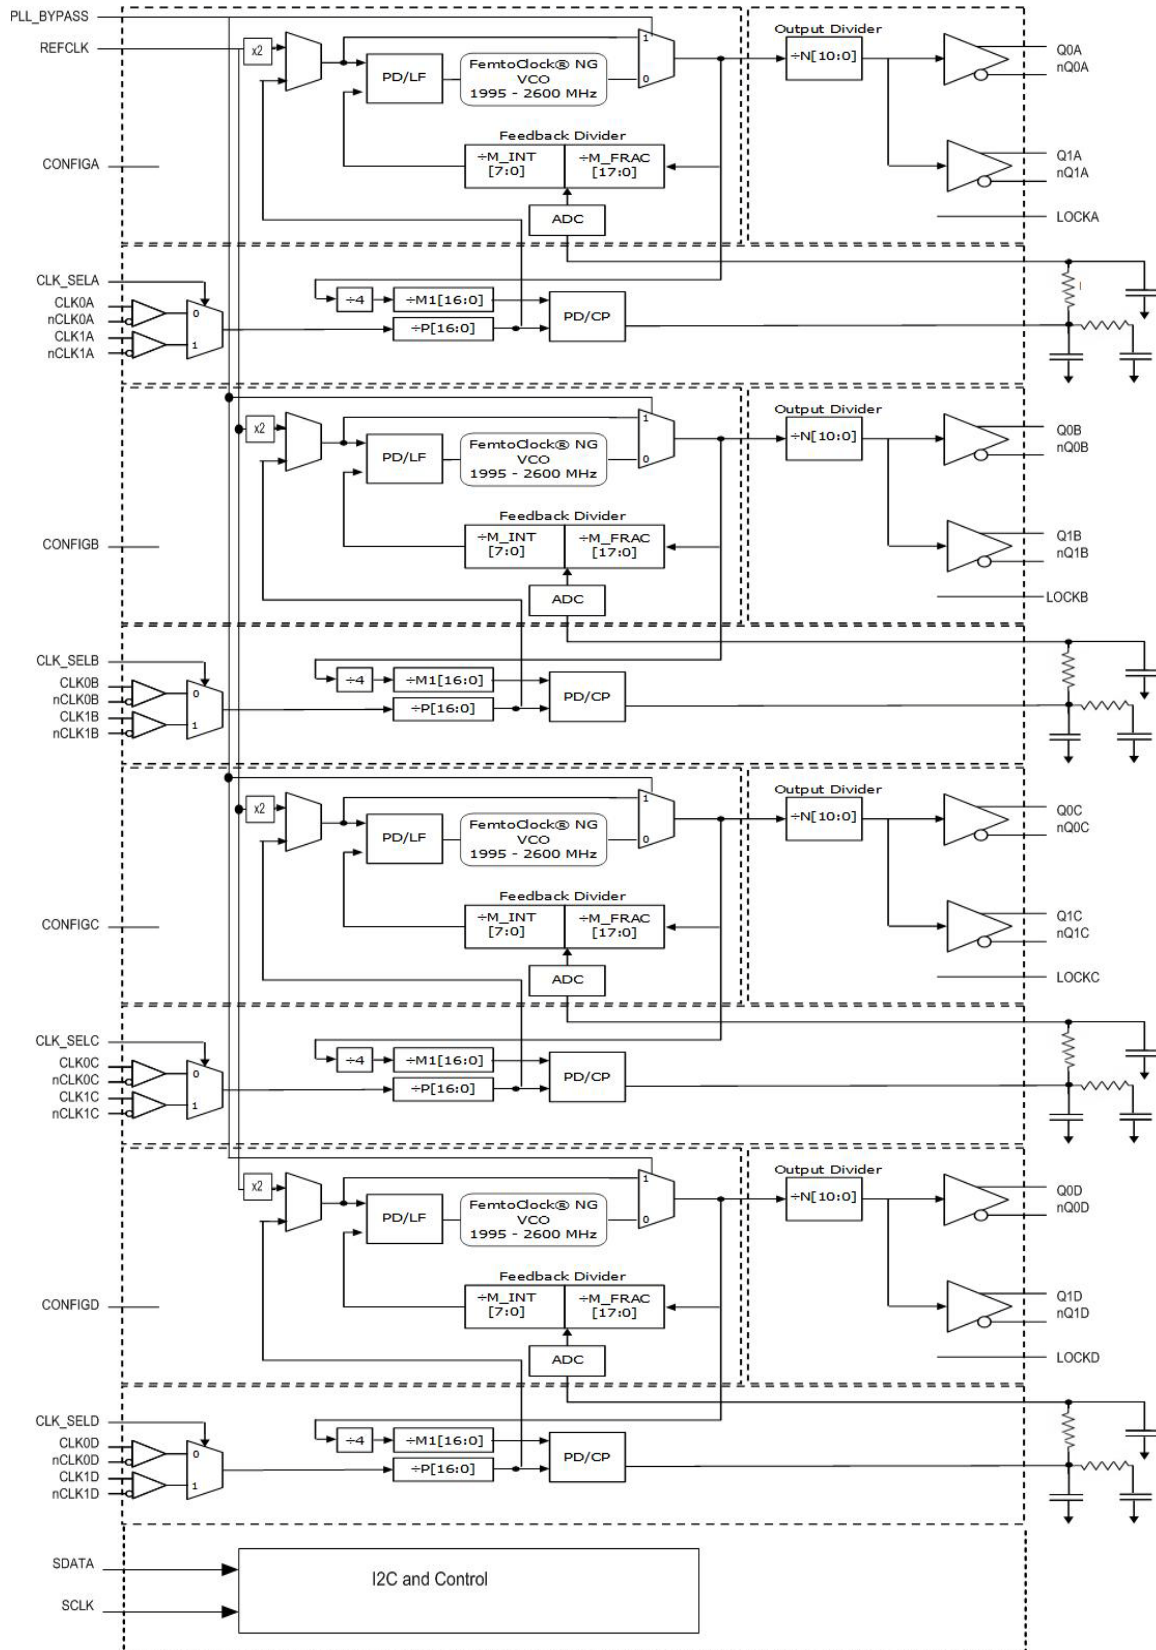 PLL_BYPASS
REFCLK
x2
1
0
PD/LF
FemtoClock® NG
VCO
1995 - 2600 MHz
Output Divider
÷N[10:0]
Q0A
nQ0A
CONFIGA
Feedback Divider
÷M_INT
[7:0]
÷M_FRAC
[17:0]
ADC
Q1A
nQ1A
LOCKA
CLK_SELA
CLK0A
nCLK0A
CLK1A
nCLK1A
0
1
÷4
÷M1[16:0]
÷P[16:0]
PD/CP
x2
1
0
PD/LF
FemtoClock® NG
VCO
1995 - 2600 MHz
Output Divider
÷N[10:0]
Q0B
nQ0B
CONFIGB
Feedback Divider
÷M_INT
[7:0]
÷M_FRAC
[17:0]
ADC
Q1B
nQ1B
LOCKB
CLK_SELB
CLK0B
nCLK0B
CLK1B
nCLK1B
0
1
÷4
÷M1[16:0]
÷P[16:0]
PD/CP
x2
1
0
PD/LF
FemtoClock® NG
VCO
1995 - 2600 MHz
Output Divider
÷N[10:0]
Q0C
nQ0C
CONFIGC
Feedback Divider
÷M_INT
[7:0]
÷M_FRAC
[17:0]
ADC
Q1C
nQ1C
LOCKC
CLK_SELC
CLK0C
nCLK0C
CLK1C
nCLK1C
0
1
÷4
÷M1[16:0]
÷P[16:0]
PD/CP
x2
1
0
PD/LF
FemtoClock® NG
VCO
1995 - 2600 MHz
Output Divider
÷N[10:0]
Q0D
nQ0D
CONFIGD
Feedback Divider
÷M_INT
[7:0]
÷M_FRAC
[17:0]
ADC
Q1D
nQ1D
LOCKD
CLK_SELD
CLK0D
nCLK0D
CLK1D
nCLK1D
0
1
÷4
÷M1[16:0]
÷P[16:0]
PD/CP
SDATA
SCLK
I2C and Control